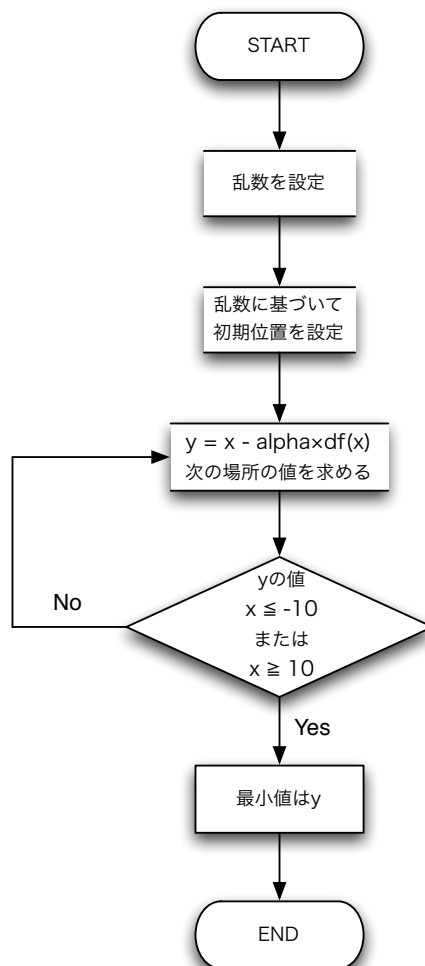 START
乱数を設定
乱数に基づいて
初期位置を設定
y = x - alpha×df(x)
次の場所の値を求める
yの値
x ≦ -10
または
x ≧ 10
No
Yes
最小値はy
END